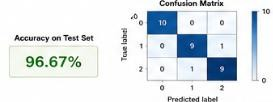 Confusion Matrix
Accuracy on Test Set
96.67%
True label
0
1
2
10 0 0
0 9 1
0 1 9
0 1 2
Predicted label
10
0